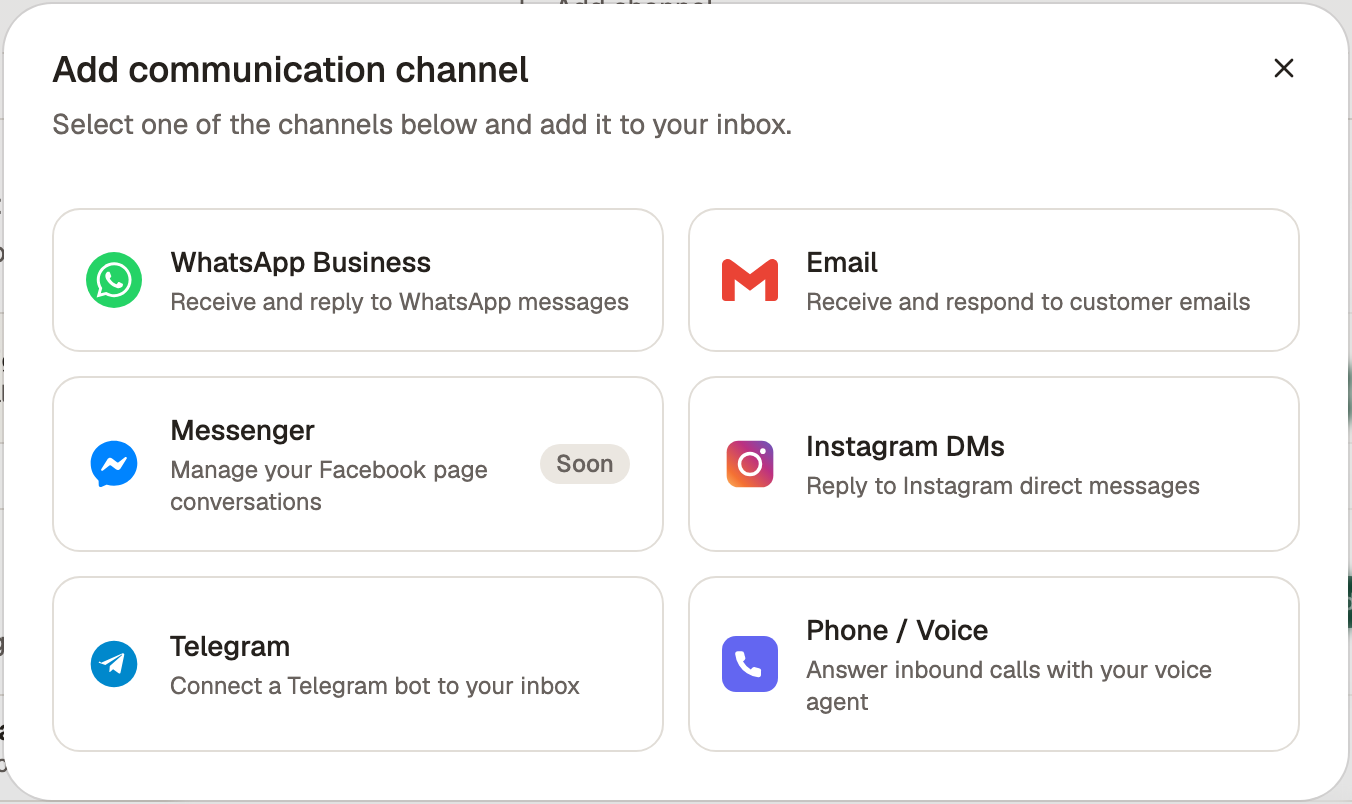 Add communication channel
Select one of the channels below and add it to your inbox.
WhatsApp Business
Receive and reply to WhatsApp messages
Email
Receive and respond to customer emails
Messenger
Manage your Facebook page
conversations
Soon
Instagram DMs
Reply to Instagram direct messages
Telegram
Connect a Telegram bot to your inbox
Phone / Voice
Answer inbound calls with your voice
agent